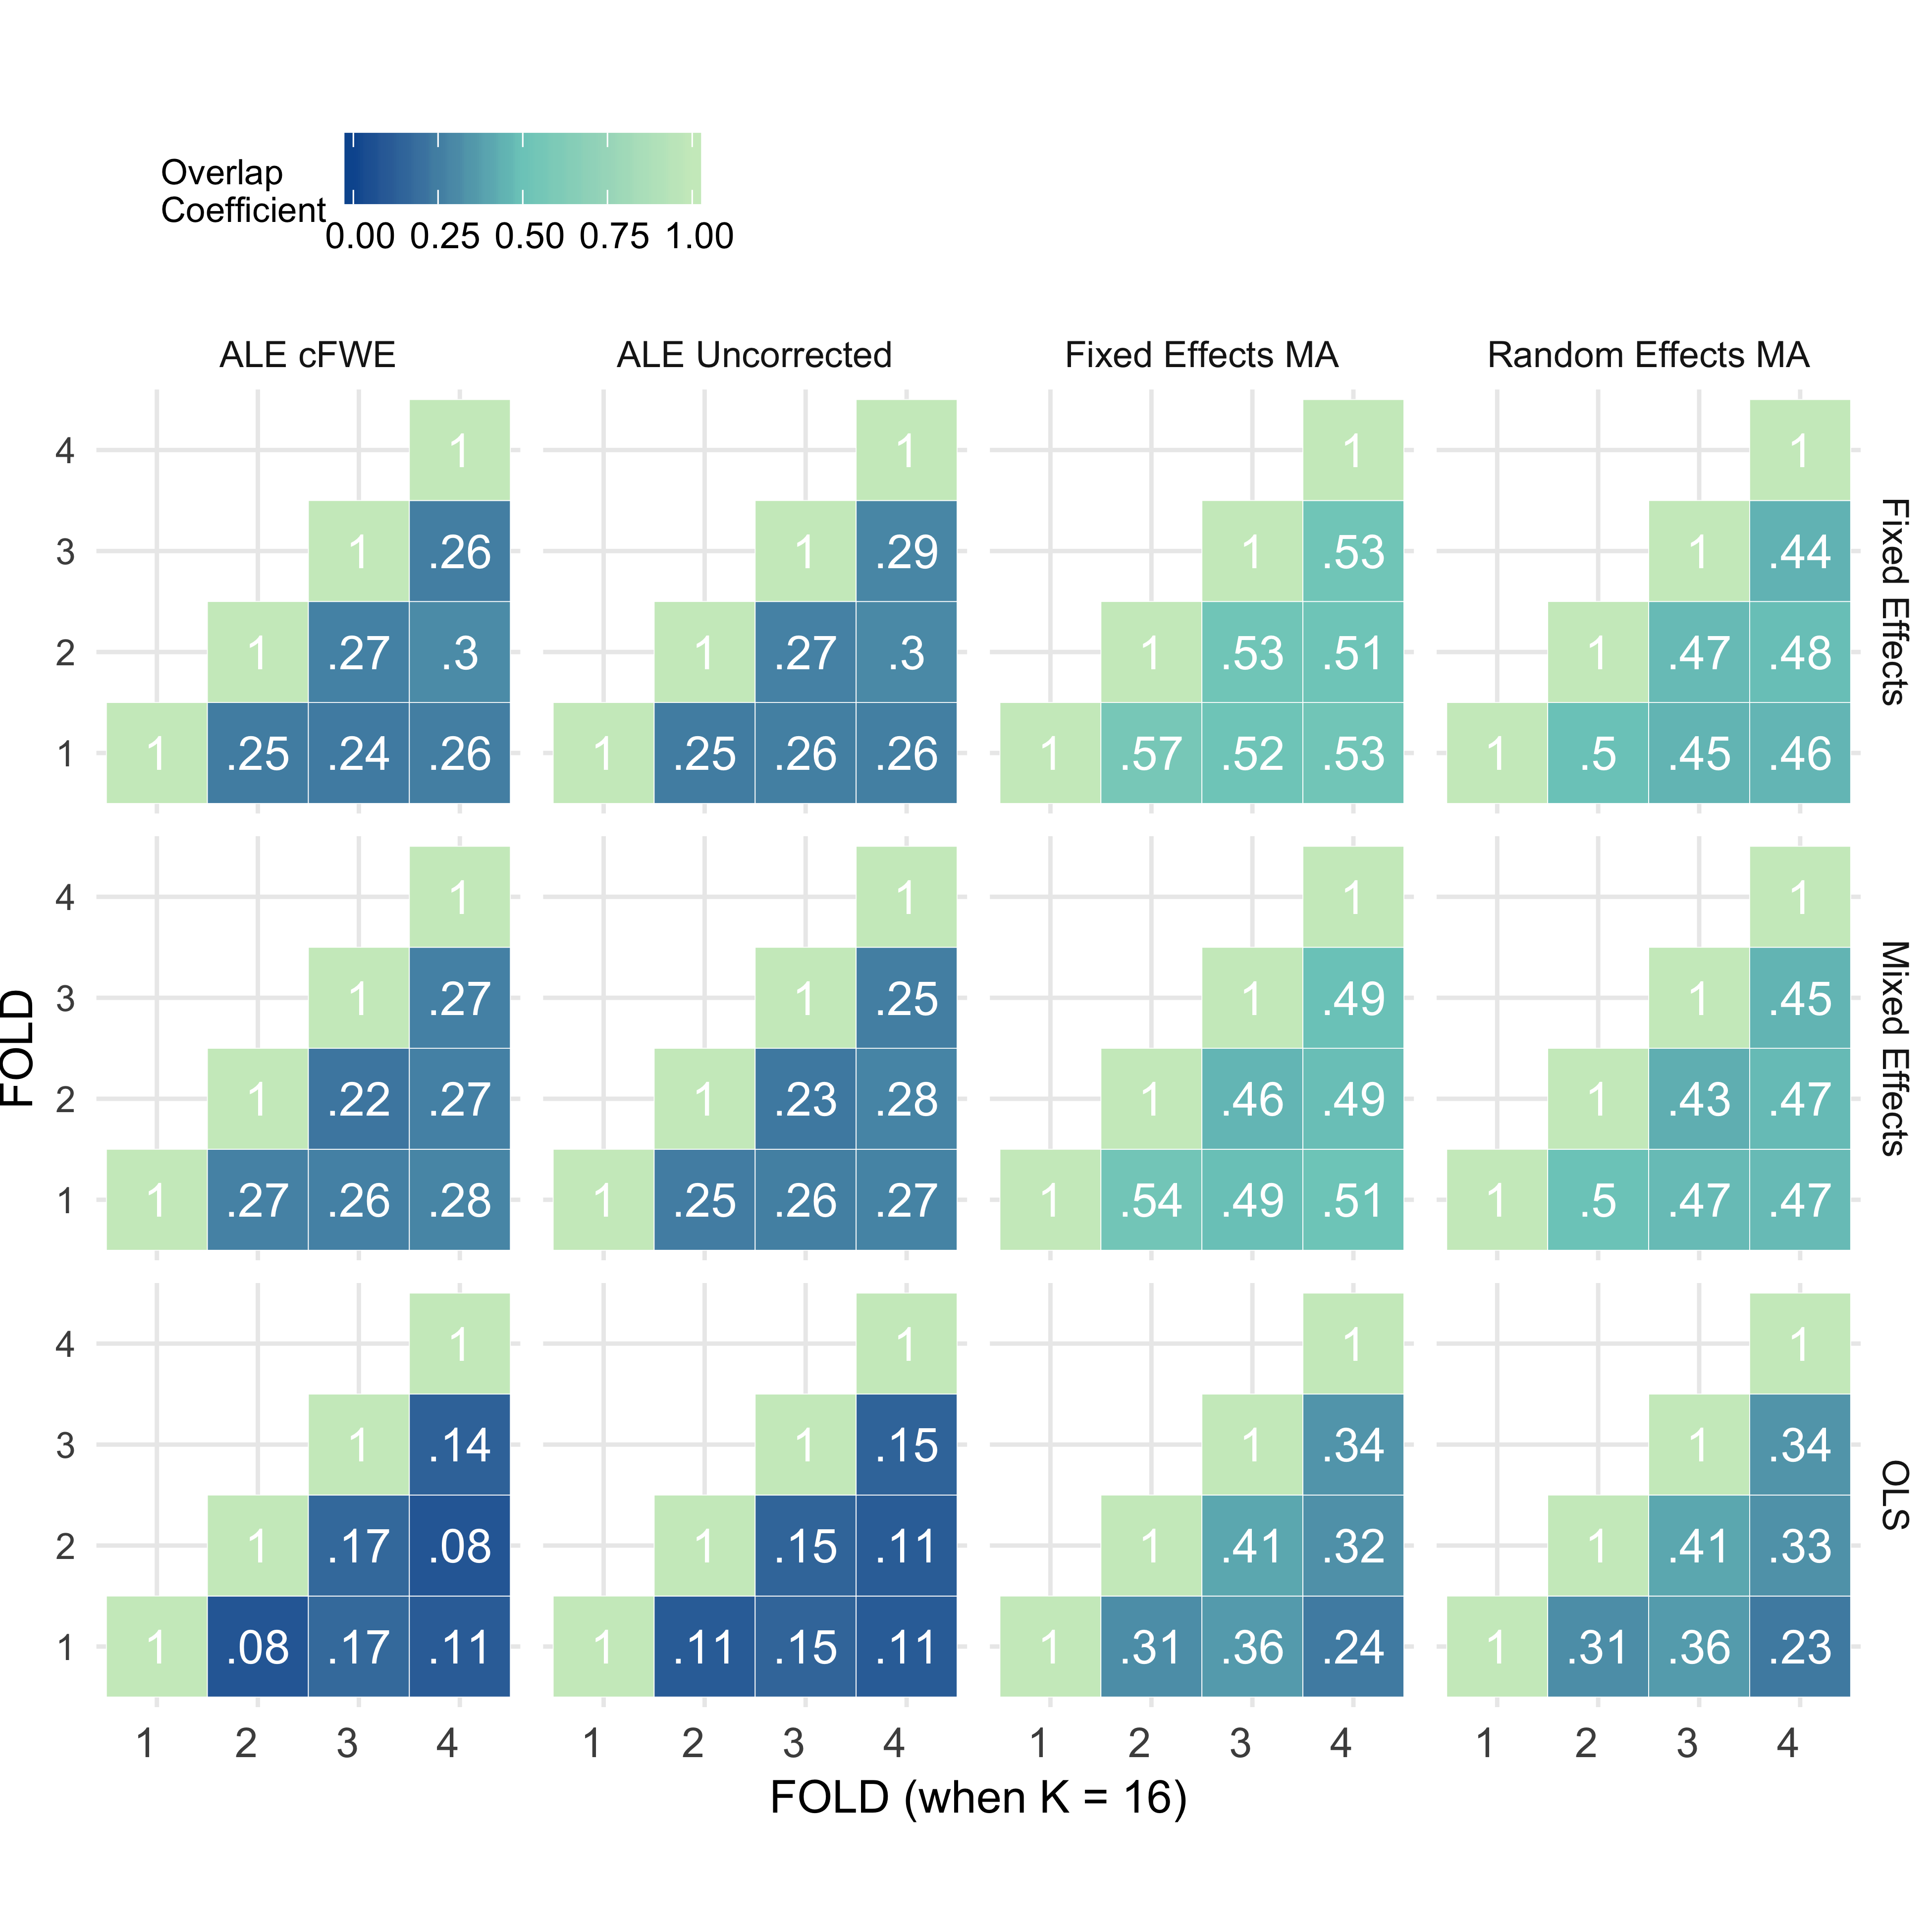 Overlap
Coefficient
0.00 0.25 0.50 0.75 1.00
ALE cFWE ALE Uncorrected Fixed Effects MA Random Effects MA
4 1 1 1 1
3 1 .26 1 .29 1 .53 1 .44
2 1 .27 .3 1 .27 .3 1 .53 .51 1 .47 .48
1 1 .25 .24 .26 1 .25 .26 .26 1 .57 .52 .53 1 .5 .45 .46
Fixed Effects
4 1 1 1 1
3 1 .27 1 .25 1 .49 1 .45
2 1 .22 .27 1 .23 .28 1 .46 .49 1 .43 .47
1 1 .27 .26 .28 1 .25 .26 .27 1 .54 .49 .51 1 .5 .47 .47
Mixed Effects
FOLD
4 1 1 1 1
3 1 .14 1 .15 1 .34 1 .34
2 1 .17 .08 1 .15 .11 1 .41 .32 1 .41 .33
1 1 .08 .17 .11 1 .11 .15 .11 1 .31 .36 .24 1 .31 .36 .23
OLS
1 2 3 4 1 2 3 4 1 2 3 4 1 2 3 4
FOLD (when K = 16)